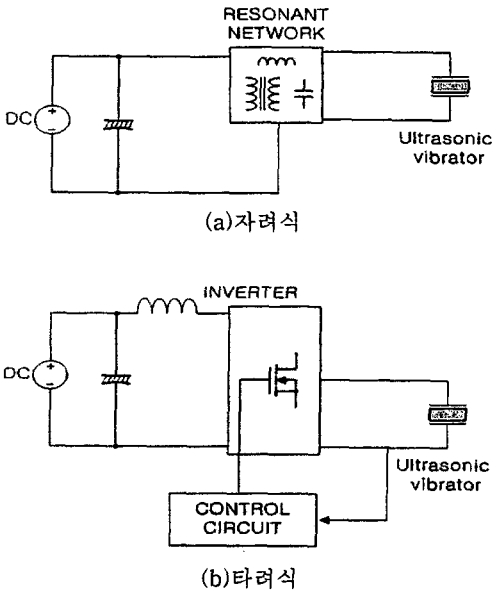 RESONANT
NETWORK
DC
+
-
Ultrasonic
vibrator
(a)자려식
INVERTER
DC
+
-
Ultrasonic
vibrator
CONTROL
CIRCUIT
(b)타려식